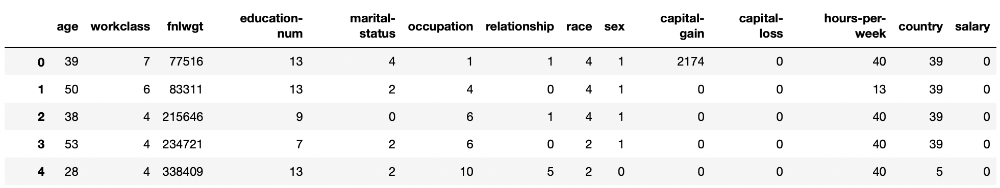 age workclass fnlwgt education-num marital-status occupation relationship race sex capital-gain capital-loss hours-per-week country salary
0 39 7 77516 13 4 1 1 4 1 2174 0 40 39 0
1 50 6 83311 13 2 4 0 4 1 0 0 13 39 0
2 38 4 215646 9 0 6 1 4 1 0 0 40 39 0
3 53 4 234721 7 2 6 0 2 1 0 0 40 39 0
4 28 4 338409 13 2 10 5 2 0 0 0 40 5 0